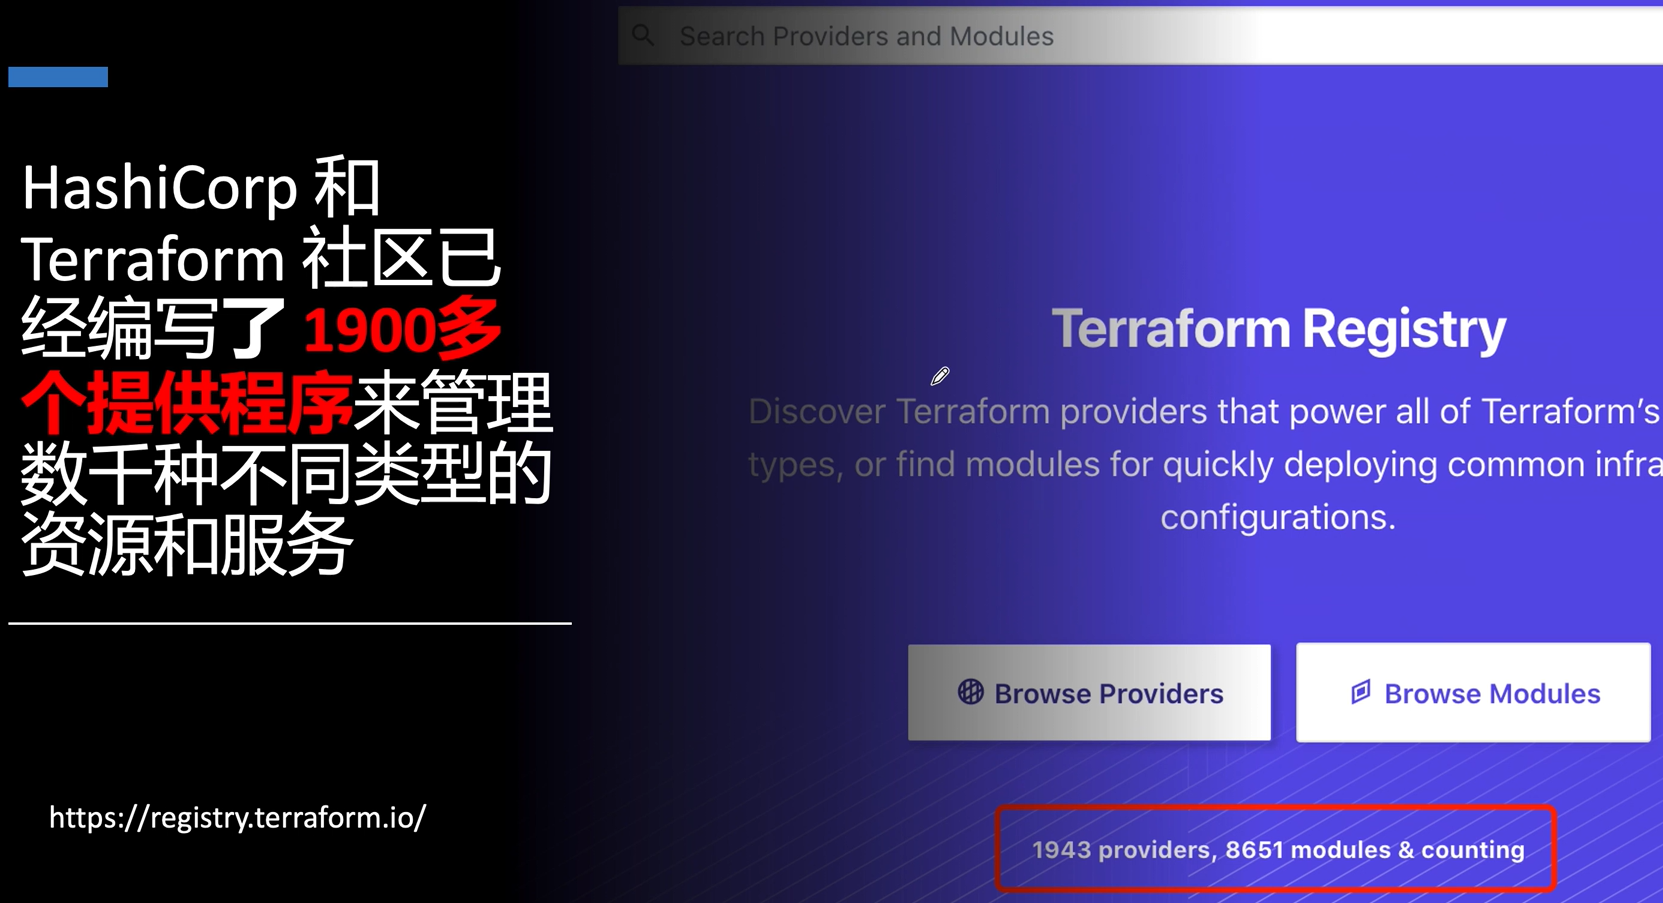 HashiCorp 和
Terraform 社区已
经编写了 1900多
个提供程序来管理
数千种不同类型的
资源和服务
https://registry.terraform.io/
Search Providers and Modules
Terraform Registry
Discover Terraform providers that power all of Terraform’s
types, or find modules for quickly deploying common infra
configurations.
Browse Providers
Browse Modules
1943 providers, 8651 modules & counting